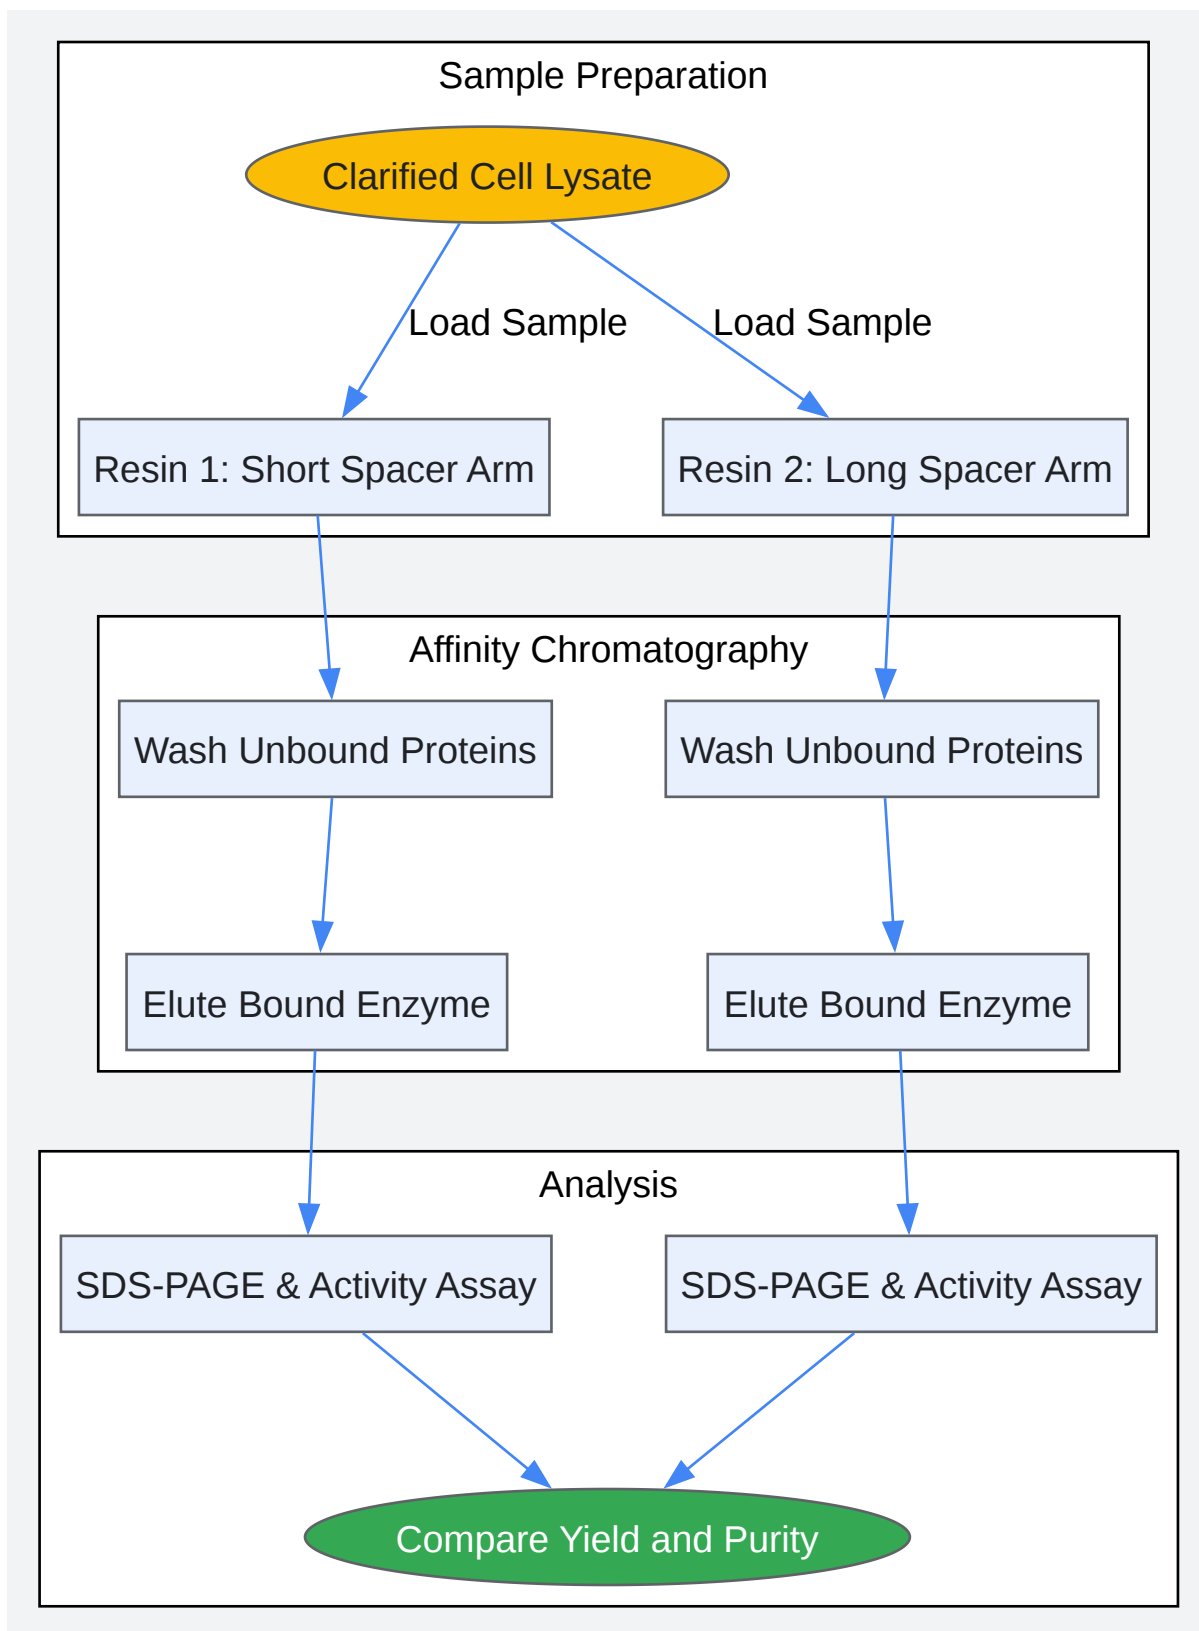 Sample Preparation
Clarified Cell Lysate
Load Sample
Load Sample
Resin 1: Short Spacer Arm
Resin 2: Long Spacer Arm
Affinity Chromatography
Wash Unbound Proteins
Wash Unbound Proteins
Elute Bound Enzyme
Elute Bound Enzyme
Analysis
SDS-PAGE & Activity Assay
SDS-PAGE & Activity Assay
Compare Yield and Purity